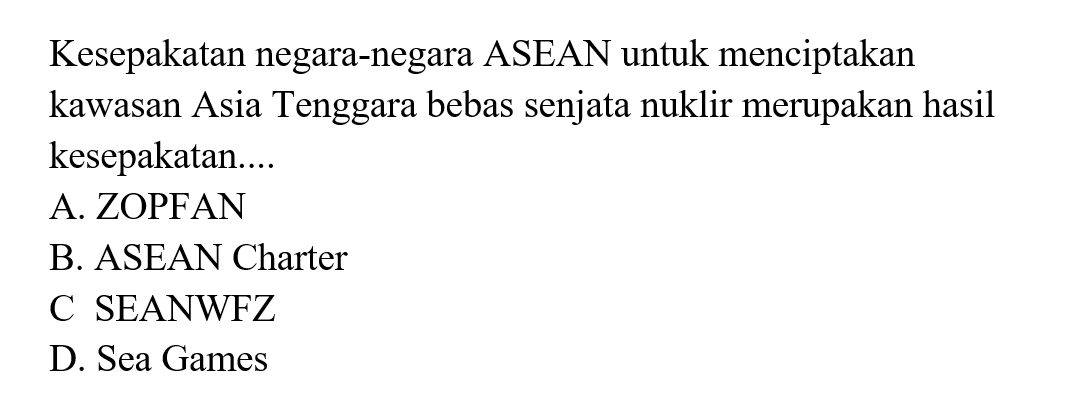 Kesepakatan negara-negara ASEAN untuk menciptakan
kawasan Asia Tenggara bebas senjata nuklir merupakan hasil
kesepakatan....
A. ZOPFAN
B. ASEAN Charter
C SEANWFZ
D. Sea Games